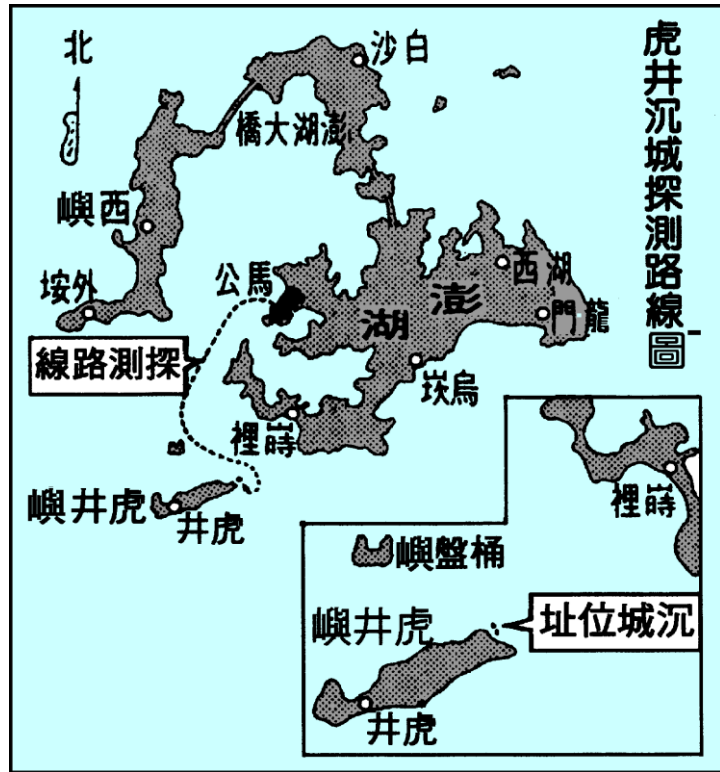 虎井沉城探測路線圖
北
白沙
澎湖大橋
西嶼
外垵
馬公
湖西
龍門
澎湖
烏崁
探測路線
嵵裡
虎井嶼
虎井
嵵裡
桶盤嶼
虎井嶼
沉城位址
虎井